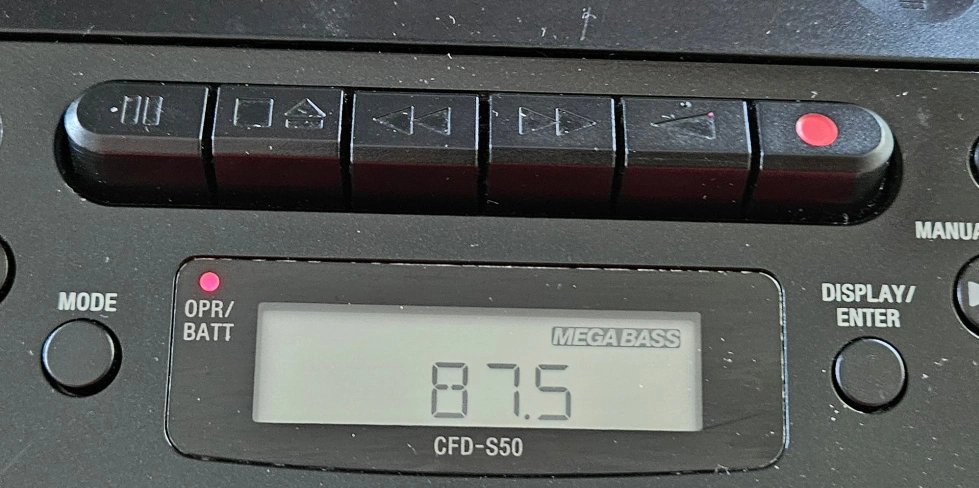 MANUA
MODE
OPR/
BATT
MEGA BASS
87.5
CFD-S50
DISPLAY/
ENTER